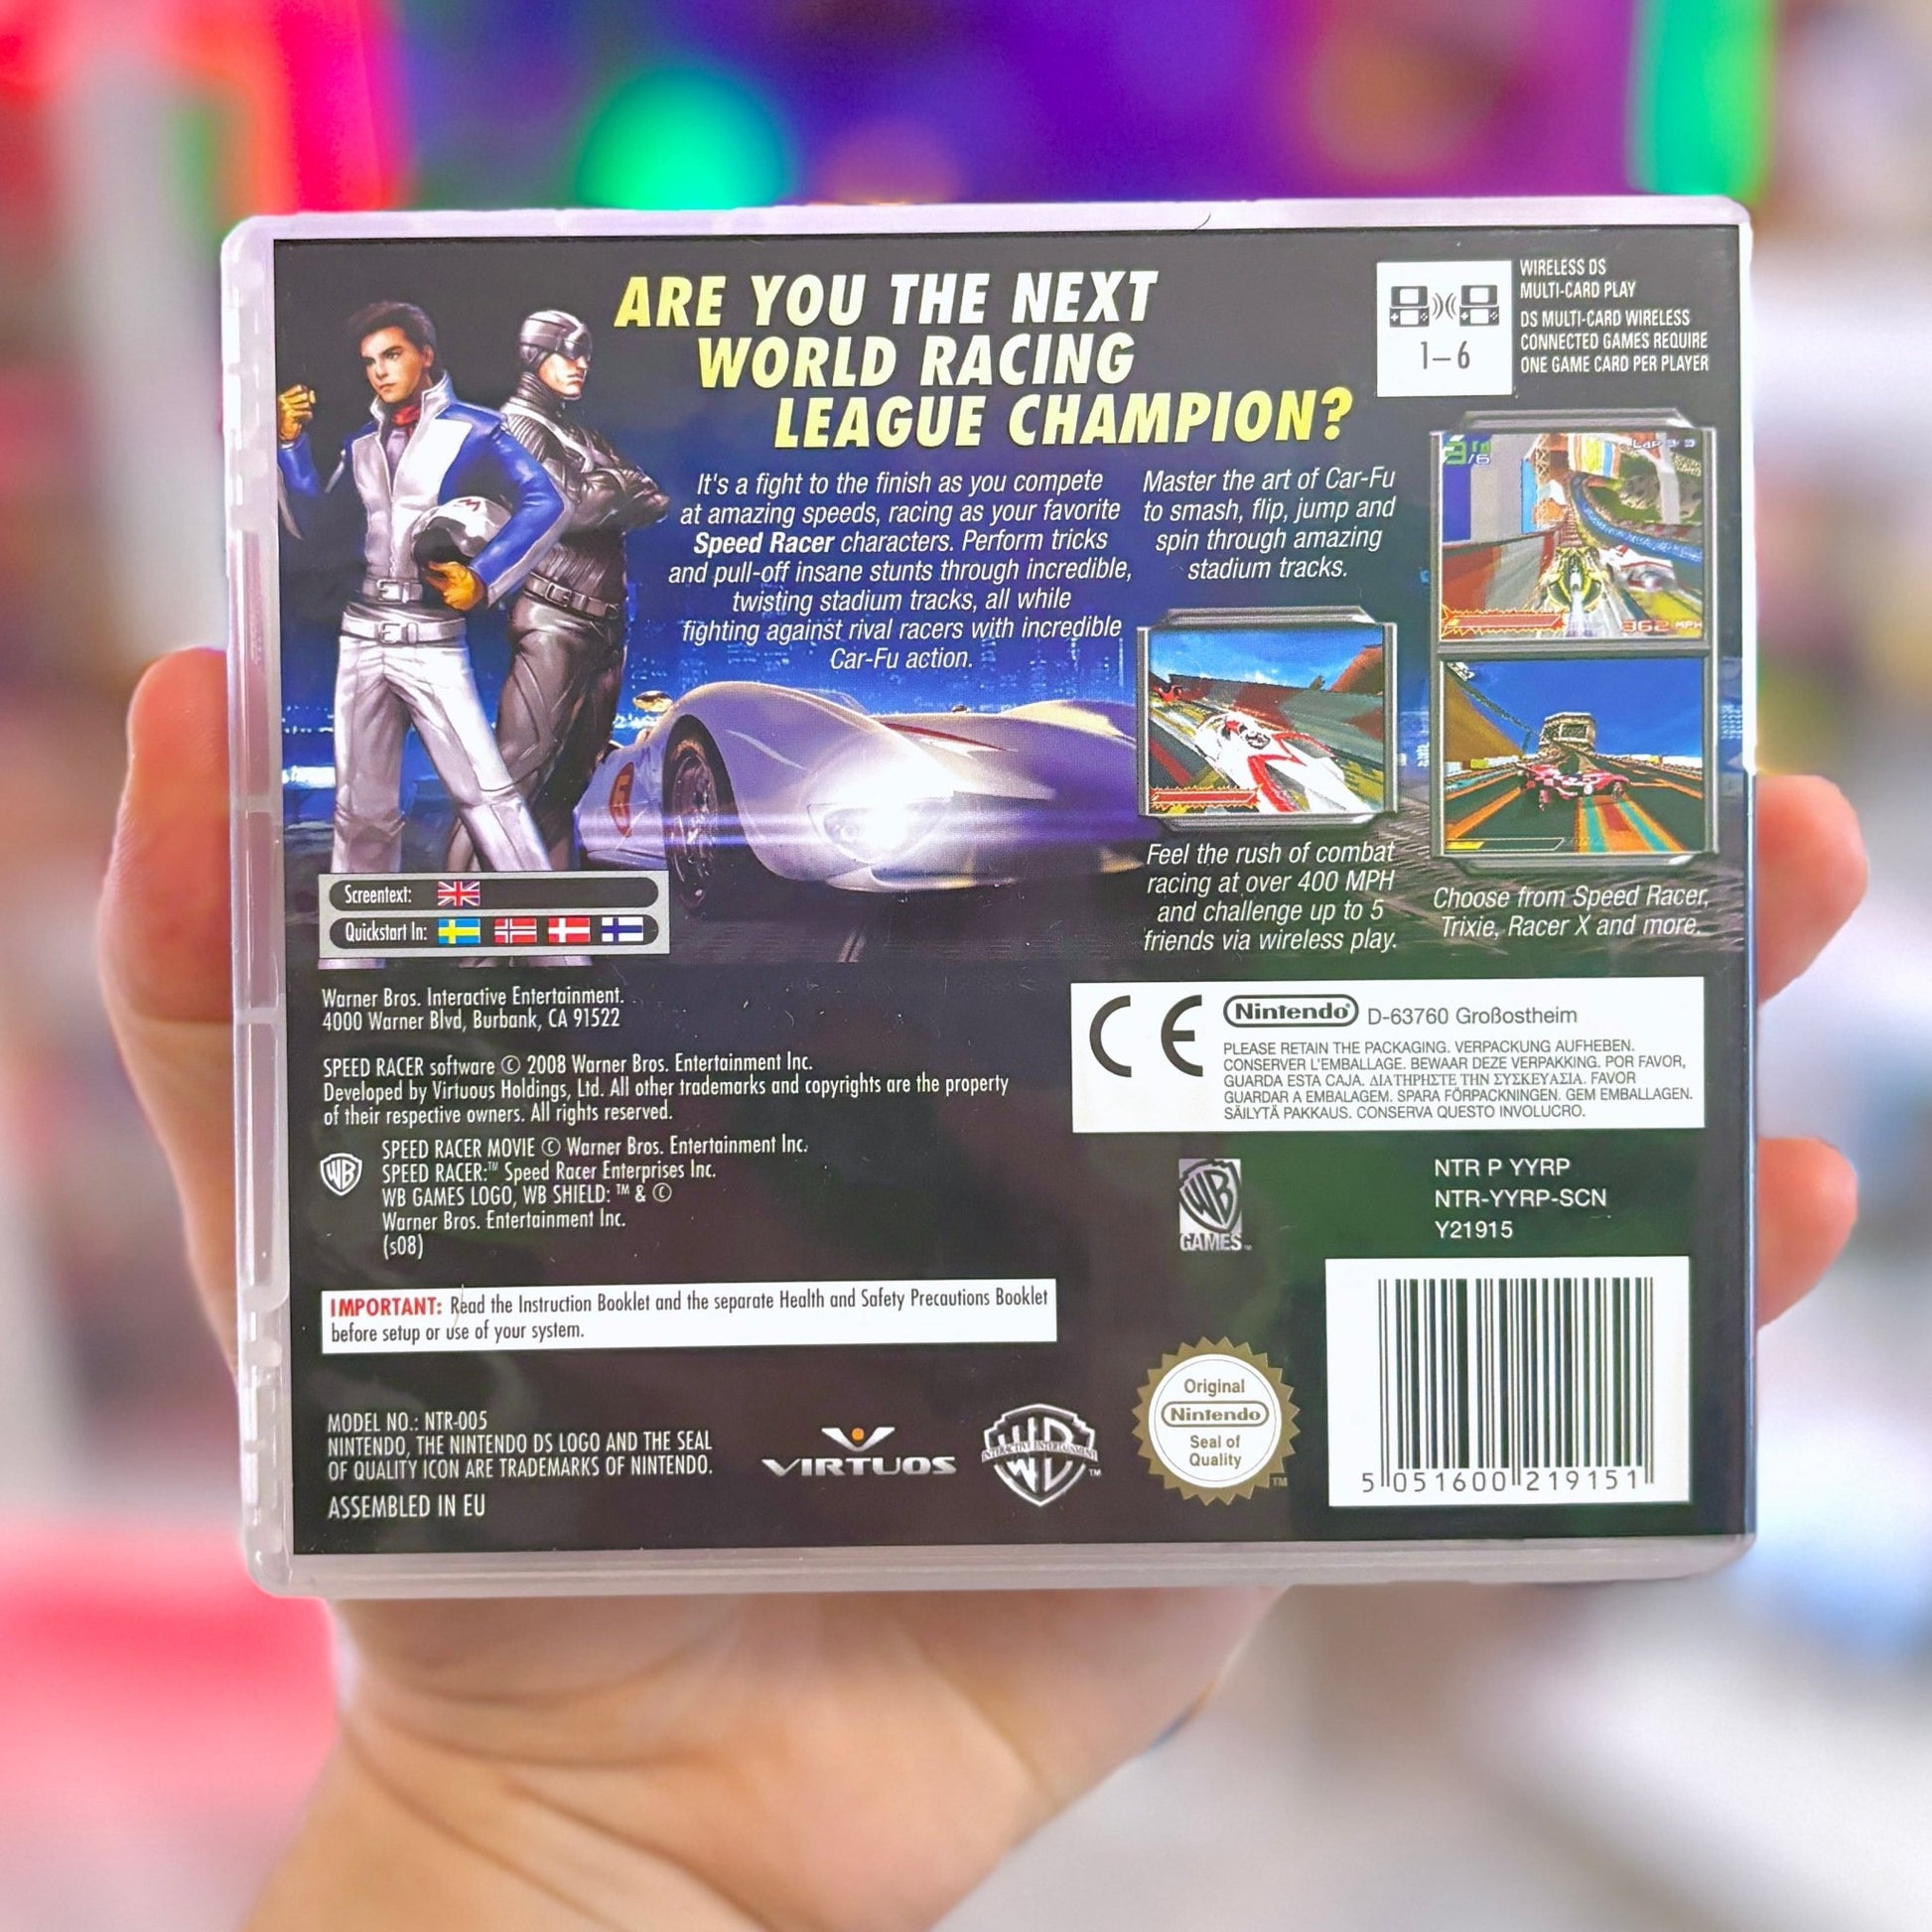 ARE YOU THE NEXT
WORLD RACING
LEAGUE CHAMPION?
1–6
WIRELESS DS
MULTI-CARD PLAY
DS MULTI-CARD WIRELESS
CONNECTED GAMES REQUIRE
ONE GAME CARD PER PLAYER
It's a fight to the finish as you compete
at amazing speeds, racing as your favorite
Speed Racer characters. Perform tricks
and pull-off insane stunts through incredible,
twisting stadium tracks, all while
fighting against rival racers with incredible
Car-Fu action.
Master the art of Car-Fu
to smash, flip, jump and
spin through amazing
stadium tracks.
3/6
362 MPH
Feel the rush of combat
racing at over 400 MPH
and challenge up to 5
friends via wireless play.
Choose from Speed Racer,
Trixie, Racer X and more.
Screentext:
Quickstart In:
Warner Bros. Interactive Entertainment.
4000 Warner Blvd, Burbank, CA 91522
SPEED RACER software © 2008 Warner Bros. Entertainment Inc.
Developed by Virtuous Holdings, Ltd. All other trademarks and copyrights are the property
of their respective owners. All rights reserved.
WB
SPEED RACER MOVIE © Warner Bros. Entertainment Inc.
SPEED RACER:™ Speed Racer Enterprises Inc.
WB GAMES LOGO, WB SHIELD: ™ & ©
Warner Bros. Entertainment Inc.
(s08)
CE
Nintendo® D-63760 Großostheim
PLEASE RETAIN THE PACKAGING. VERPACKUNG AUFHEBEN.
CONSERVER L'EMBALLAGE. BEWAAR DEZE VERPAKKING. POR FAVOR,
GUARDA ESTA CAJA. ΔΙΑΤΗΡΗΣΤΕ ΤΗΝ ΣΥΣΚΕΥΑΣΙΑ. FAVOR
GUARDAR A EMBALAGEM. SPARA FÖRPACKNINGEN. GEM EMBALLAGEN.
SÄILYTÄ PAKKAUS. CONSERVA QUESTO INVOLUCRO.
WB
GAMES™
NTR P YYRP
NTR-YYRP-SCN
Y21915
IMPORTANT: Read the Instruction Booklet and the separate Health and Safety Precautions Booklet
before setup or use of your system.
MODEL NO.: NTR-005
NINTENDO, THE NINTENDO DS LOGO AND THE SEAL
OF QUALITY ICON ARE TRADEMARKS OF NINTENDO.
ASSEMBLED IN EU
VIRTUOS
WB
INTERACTIVE ENTERTAINMENT
™
Original
Nintendo
Seal of
Quality
TM
5 051600 219151